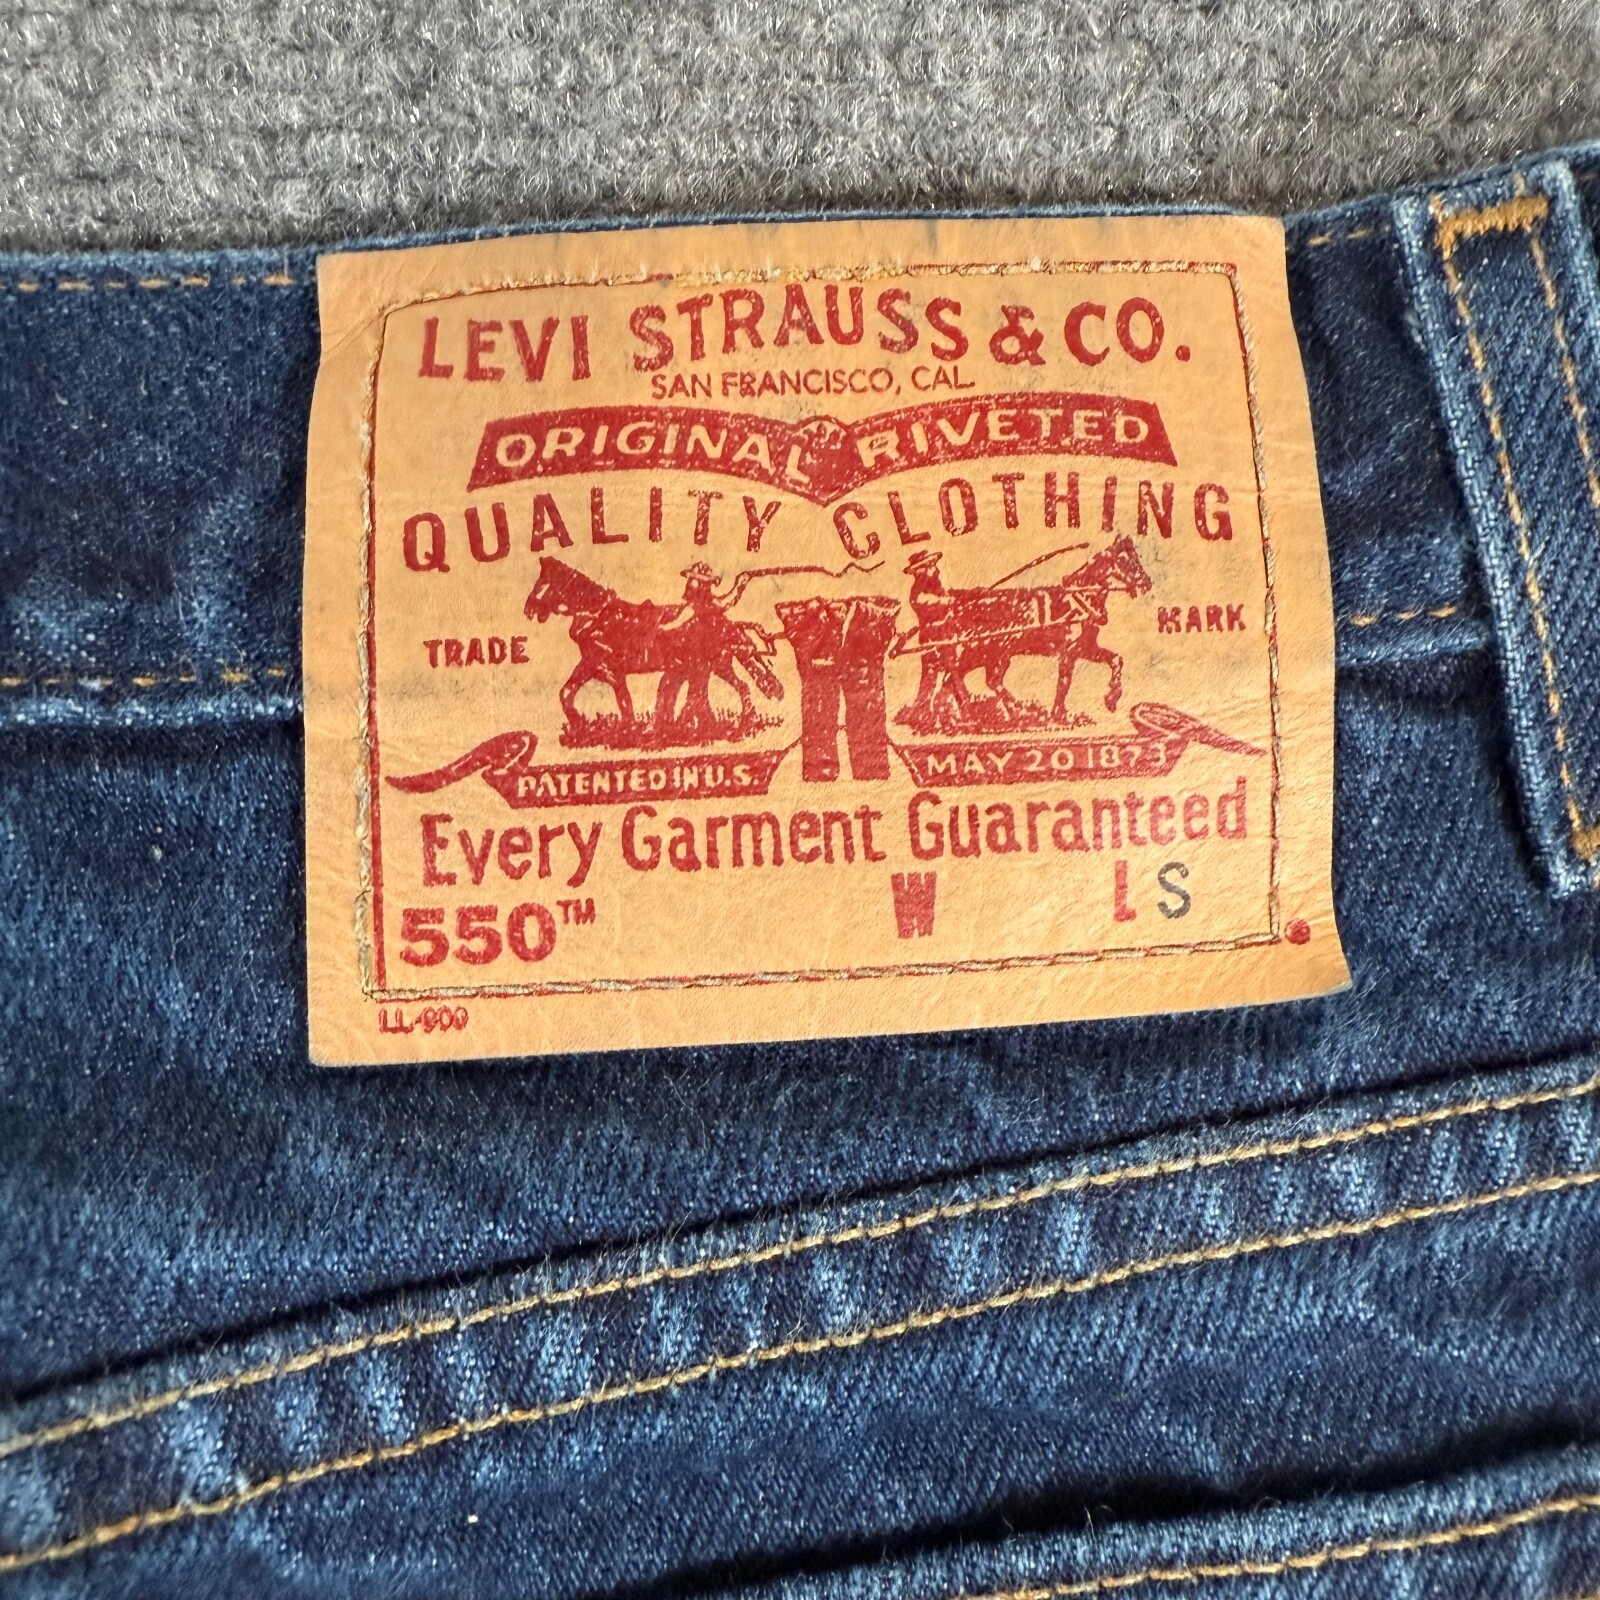 LEVI STRAUSS & CO.
SAN FRANCISCO, CAL.
ORIGINAL RIVETED
QUALITY CLOTHING
TRADE MARK
PATENTED IN U.S. MAY 20 1873
Every Garment Guaranteed
550™ W L S
LL-900